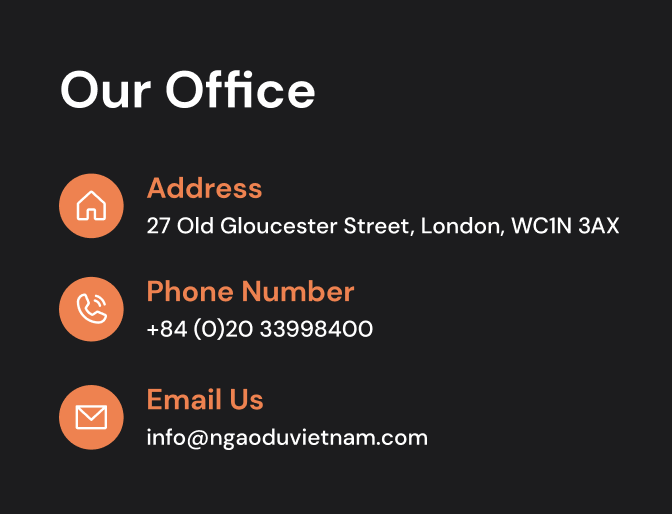 Our Office
Address
27 Old Gloucester Street, London, WC1N 3AX
Phone Number
+84 (0)20 33998400
Email Us
info@ngaoduvietnam.com